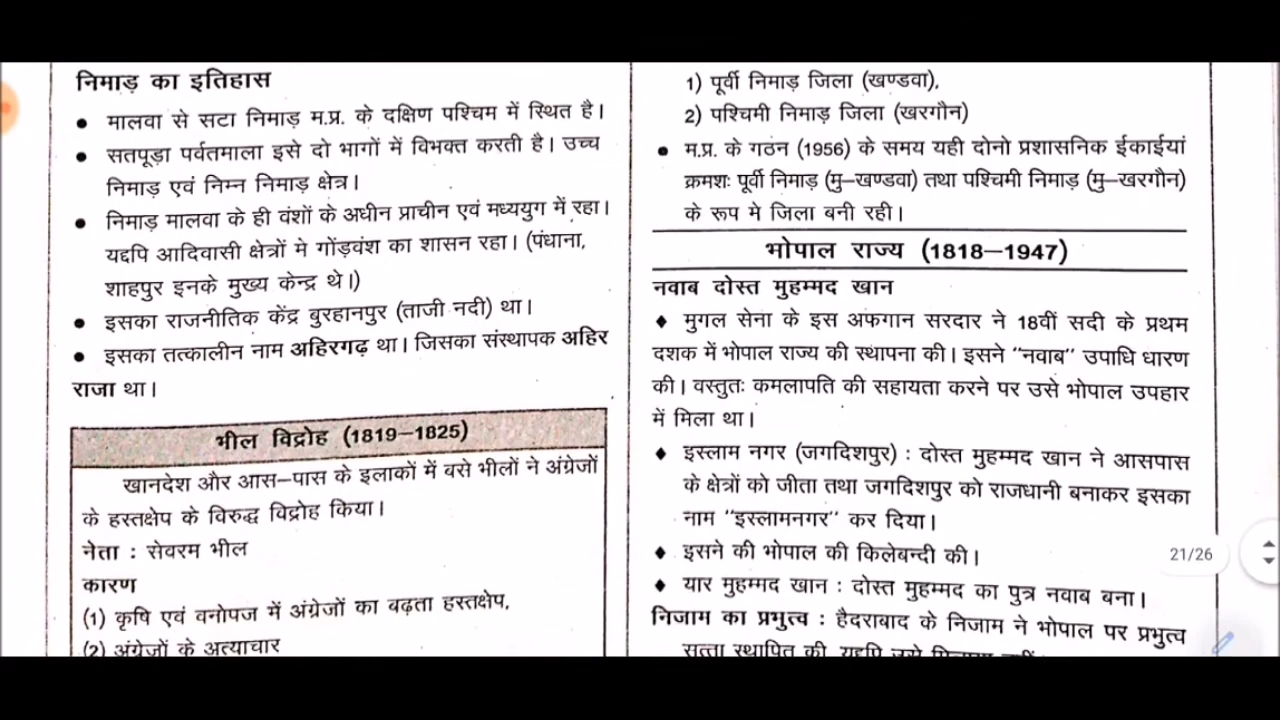 निमाड़ का इतिहास
• मालवा से सटा निमाड़ म.प्र. के दक्षिण पश्चिम में स्थित है।
• सतपूड़ा पर्वतमाला इसे दो भागों में विभक्त करती है। उच्च
निमाड़ एवं निम्न निमाड़ क्षेत्र।
• निमाड़ मालवा के ही वंशों के अधीन प्राचीन एवं मध्ययुग में रहा।
यद्दपि आदिवासी क्षेत्रों मे गोंड़वंश का शासन रहा। (पंधाना,
शाहपुर इनके मुख्य केन्द्र थे।)
• इसका राजनीतिक केंद्र बुरहानपुर (ताजी नदी) था।
• इसका तत्कालीन नाम अहिरगढ़ था। जिसका संस्थापक अहिर
राजा था।
भील विद्रोह (1819–1825)
खानदेश और आस–पास के इलाकों में बसे भीलों ने अंग्रेजों
के हस्तक्षेप के विरुद्ध विद्रोह किया।
नेता : सेवरम भील
कारण
(1) कृषि एवं वनोपज में अंग्रेजों का बढ़ता हस्तक्षेप,
(2) अंग्रेजों के अत्याचार
1) पूर्वी निमाड़ जिला (खण्डवा),
2) पश्चिमी निमाड़ जिला (खरगौन)
• म.प्र. के गठन (1956) के समय यही दोनो प्रशासनिक ईकाईयां
क्रमशः पूर्वी निमाड़ (मु–खण्डवा) तथा पश्चिमी निमाड़ (मु–खरगौन)
के रूप मे जिला बनी रही।
भोपाल राज्य (1818–1947)
नवाब दोस्त मुहम्मद खान
♦ मुगल सेना के इस अफगान सरदार ने 18वीं सदी के प्रथम
दशक में भोपाल राज्य की स्थापना की। इसने "नवाब" उपाधि धारण
की। वस्तुतः कमलापति की सहायता करने पर उसे भोपाल उपहार
में मिला था।
♦ इस्लाम नगर (जगदिशपुर) : दोस्त मुहम्मद खान ने आसपास
के क्षेत्रों को जीता तथा जगदिशपुर को राजधानी बनाकर इसका
नाम "इस्लामनगर" कर दिया।
♦ इसने की भोपाल की किलेबन्दी की।
21/26
♦ यार मुहम्मद खान : दोस्त मुहम्मद का पुत्र नवाब बना।
निजाम का प्रभुत्व : हैदराबाद के निजाम ने भोपाल पर प्रभुत्व
सत्ता स्थापित की यद्दपि उसे